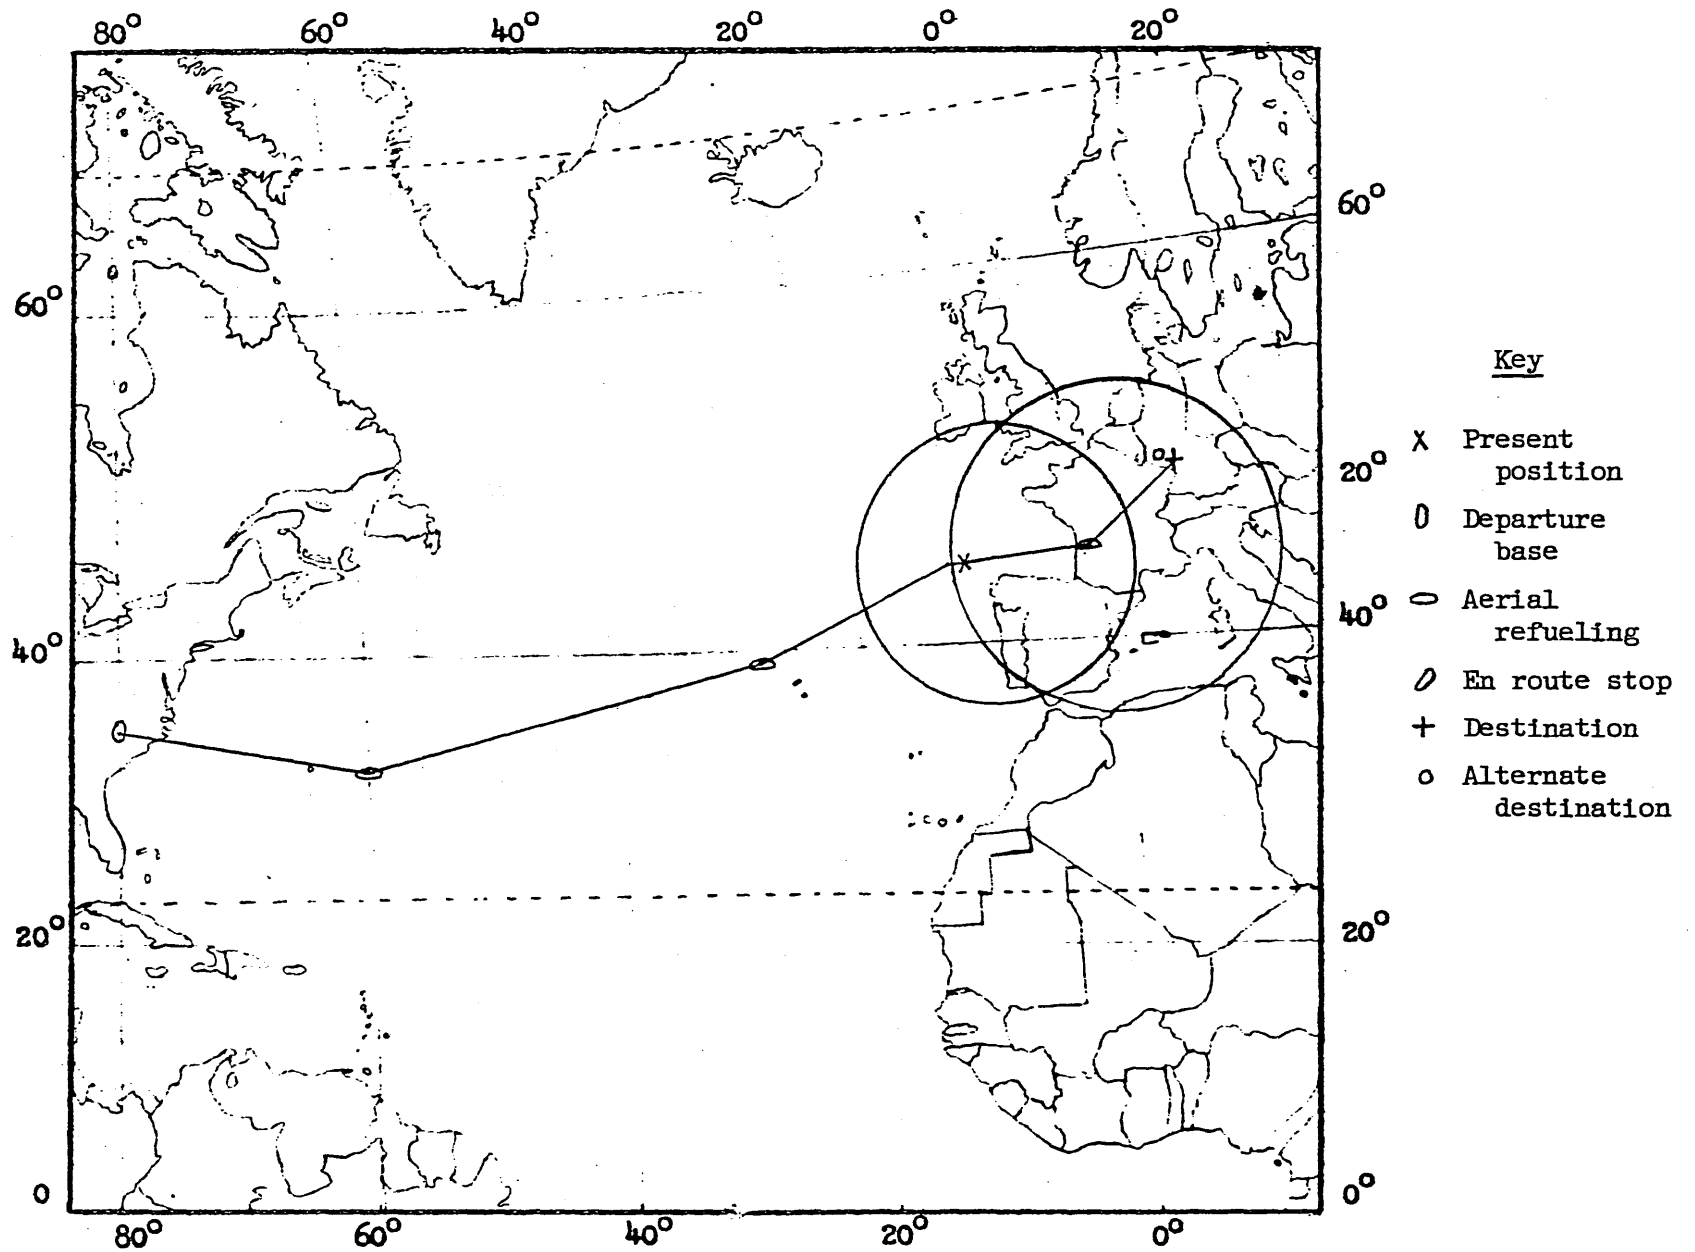 80° 60° 40° 20° 0° 20°
60°
60°
Key
X Present
position
20°
Departure
base
Aerial
refueling
40°
40°
En route stop
+ Destination
Alternate
destination
20°
20°
0
0°
80° 60° 40° 20° 0°